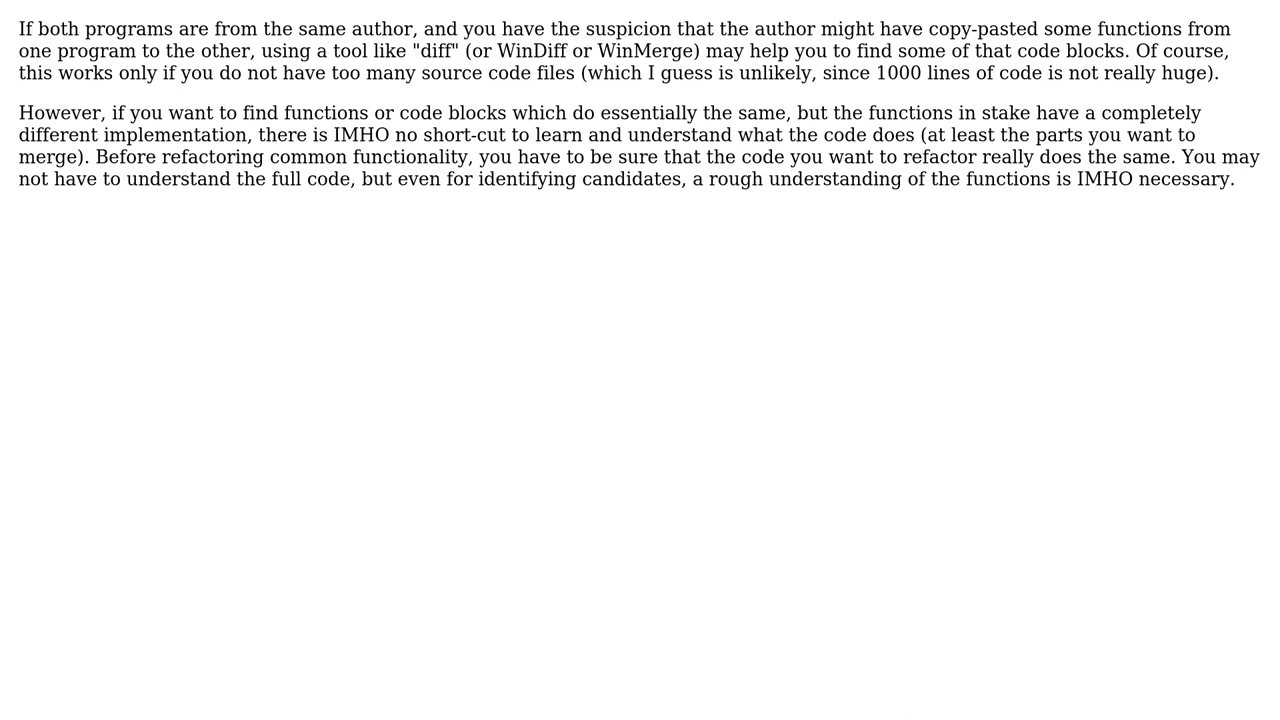 If both programs are from the same author, and you have the suspicion that the author might have copy-pasted some functions from
one program to the other, using a tool like "diff" (or WinDiff or WinMerge) may help you to find some of that code blocks. Of course,
this works only if you do not have too many source code files (which I guess is unlikely, since 1000 lines of code is not really huge).
However, if you want to find functions or code blocks which do essentially the same, but the functions in stake have a completely
different implementation, there is IMHO no short-cut to learn and understand what the code does (at least the parts you want to
merge). Before refactoring common functionality, you have to be sure that the code you want to refactor really does the same. You may
not have to understand the full code, but even for identifying candidates, a rough understanding of the functions is IMHO necessary.